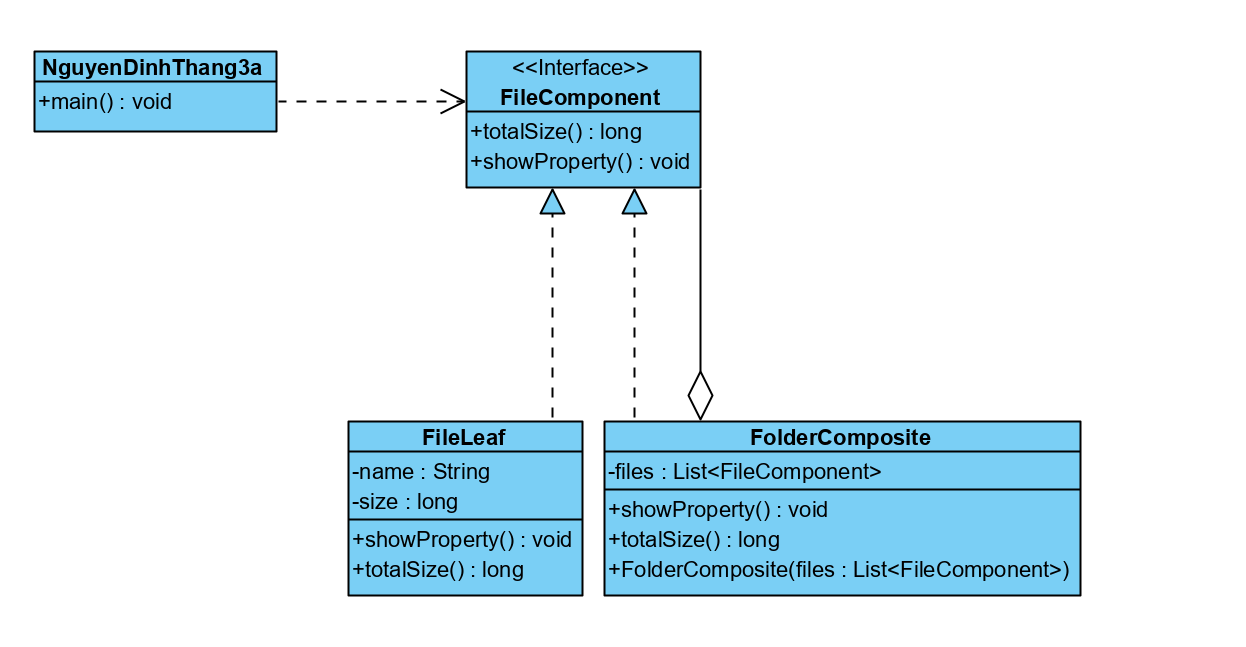 NguyenDinhThang3a
+main() : void
<<Interface>>
FileComponent
+totalSize() : long
+showProperty() : void
FileLeaf
-name : String
-size : long
+showProperty() : void
+totalSize() : long
FolderComposite
-files : List<FileComponent>
+showProperty() : void
+totalSize() : long
+FolderComposite(files : List<FileComponent>)